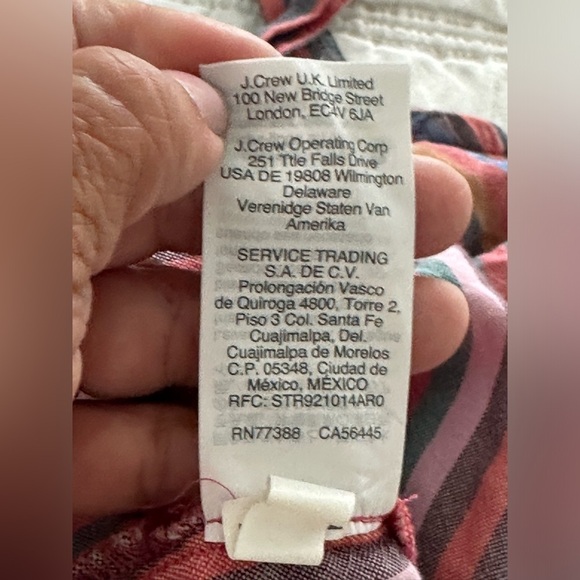 J.Crew U.K. Limited
100 New Bridge Street
London, EC4V 6JA
J.Crew Operating Corp
251 Ttle Falls Drive
USA DE 19808 Wilmington
Delaware
Verenidge Staten Van
Amerika
SERVICE TRADING
S.A. DE C.V.
Prolongación Vasco
de Quiroga 4800, Torre 2,
Piso 3 Col. Santa Fe
Cuajimalpa, Del.
Cuajimalpa de Morelos
C.P. 05348, Ciudad de
México, MÉXICO
RFC: STR921014AR0
RN77388 CA56445